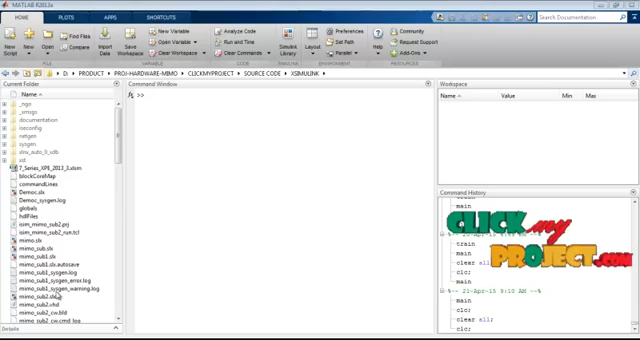 MATLAB R2013a
HOME PLOTS APPS SHORTCUTS
Search Documentation
New Script
New
Open
Find Files
Compare
Import Data
Save Workspace
New Variable
Open Variable
Clear Workspace
Analyze Code
Run and Time
Clear Commands
Simulink Library
Layout
Preferences
Set Path
Parallel
Help
Community
Request Support
Add-Ons
FILE VARIABLE CODE SIMULINK ENVIRONMENT RESOURCES
D: PRODUCT PROJ-HARDWARE-MIMO CLICKMYPROJECT SOURCE CODE XSIMULINK
Current Folder
Name
_ngo
_xmsgs
documentation
iseconfig
netgen
sysgen
xlnx_auto_0_xdb
xst
7_Series_XPE_2013_3.xlsm
blockCoreMap
commandLines
Democ.slx
Democ_sysgen.log
globals
hdlFiles
isim_mimo_sub2.prj
isim_mimo_sub2_run.tcl
mimo.slx
mimo_sub.slx
mimo_sub1.slx
mimo_sub1.slx.autosave
mimo_sub1_sysgen.log
mimo_sub1_sysgen_error.log
mimo_sub1_sysgen_warning.log
mimo_sub2.slx
mimo_sub2.vhd
mimo_sub2_cw.bld
mimo_sub2_cw.cmd_log
Details
Command Window
fx >>
Workspace
Name Value Min Max
Command History
main
train
main
clear all
clc;
main
%-- 21-Apr-15 8:10 AM --%
main
clc
clear all;
clc;
CLICK my
PROJECT.com